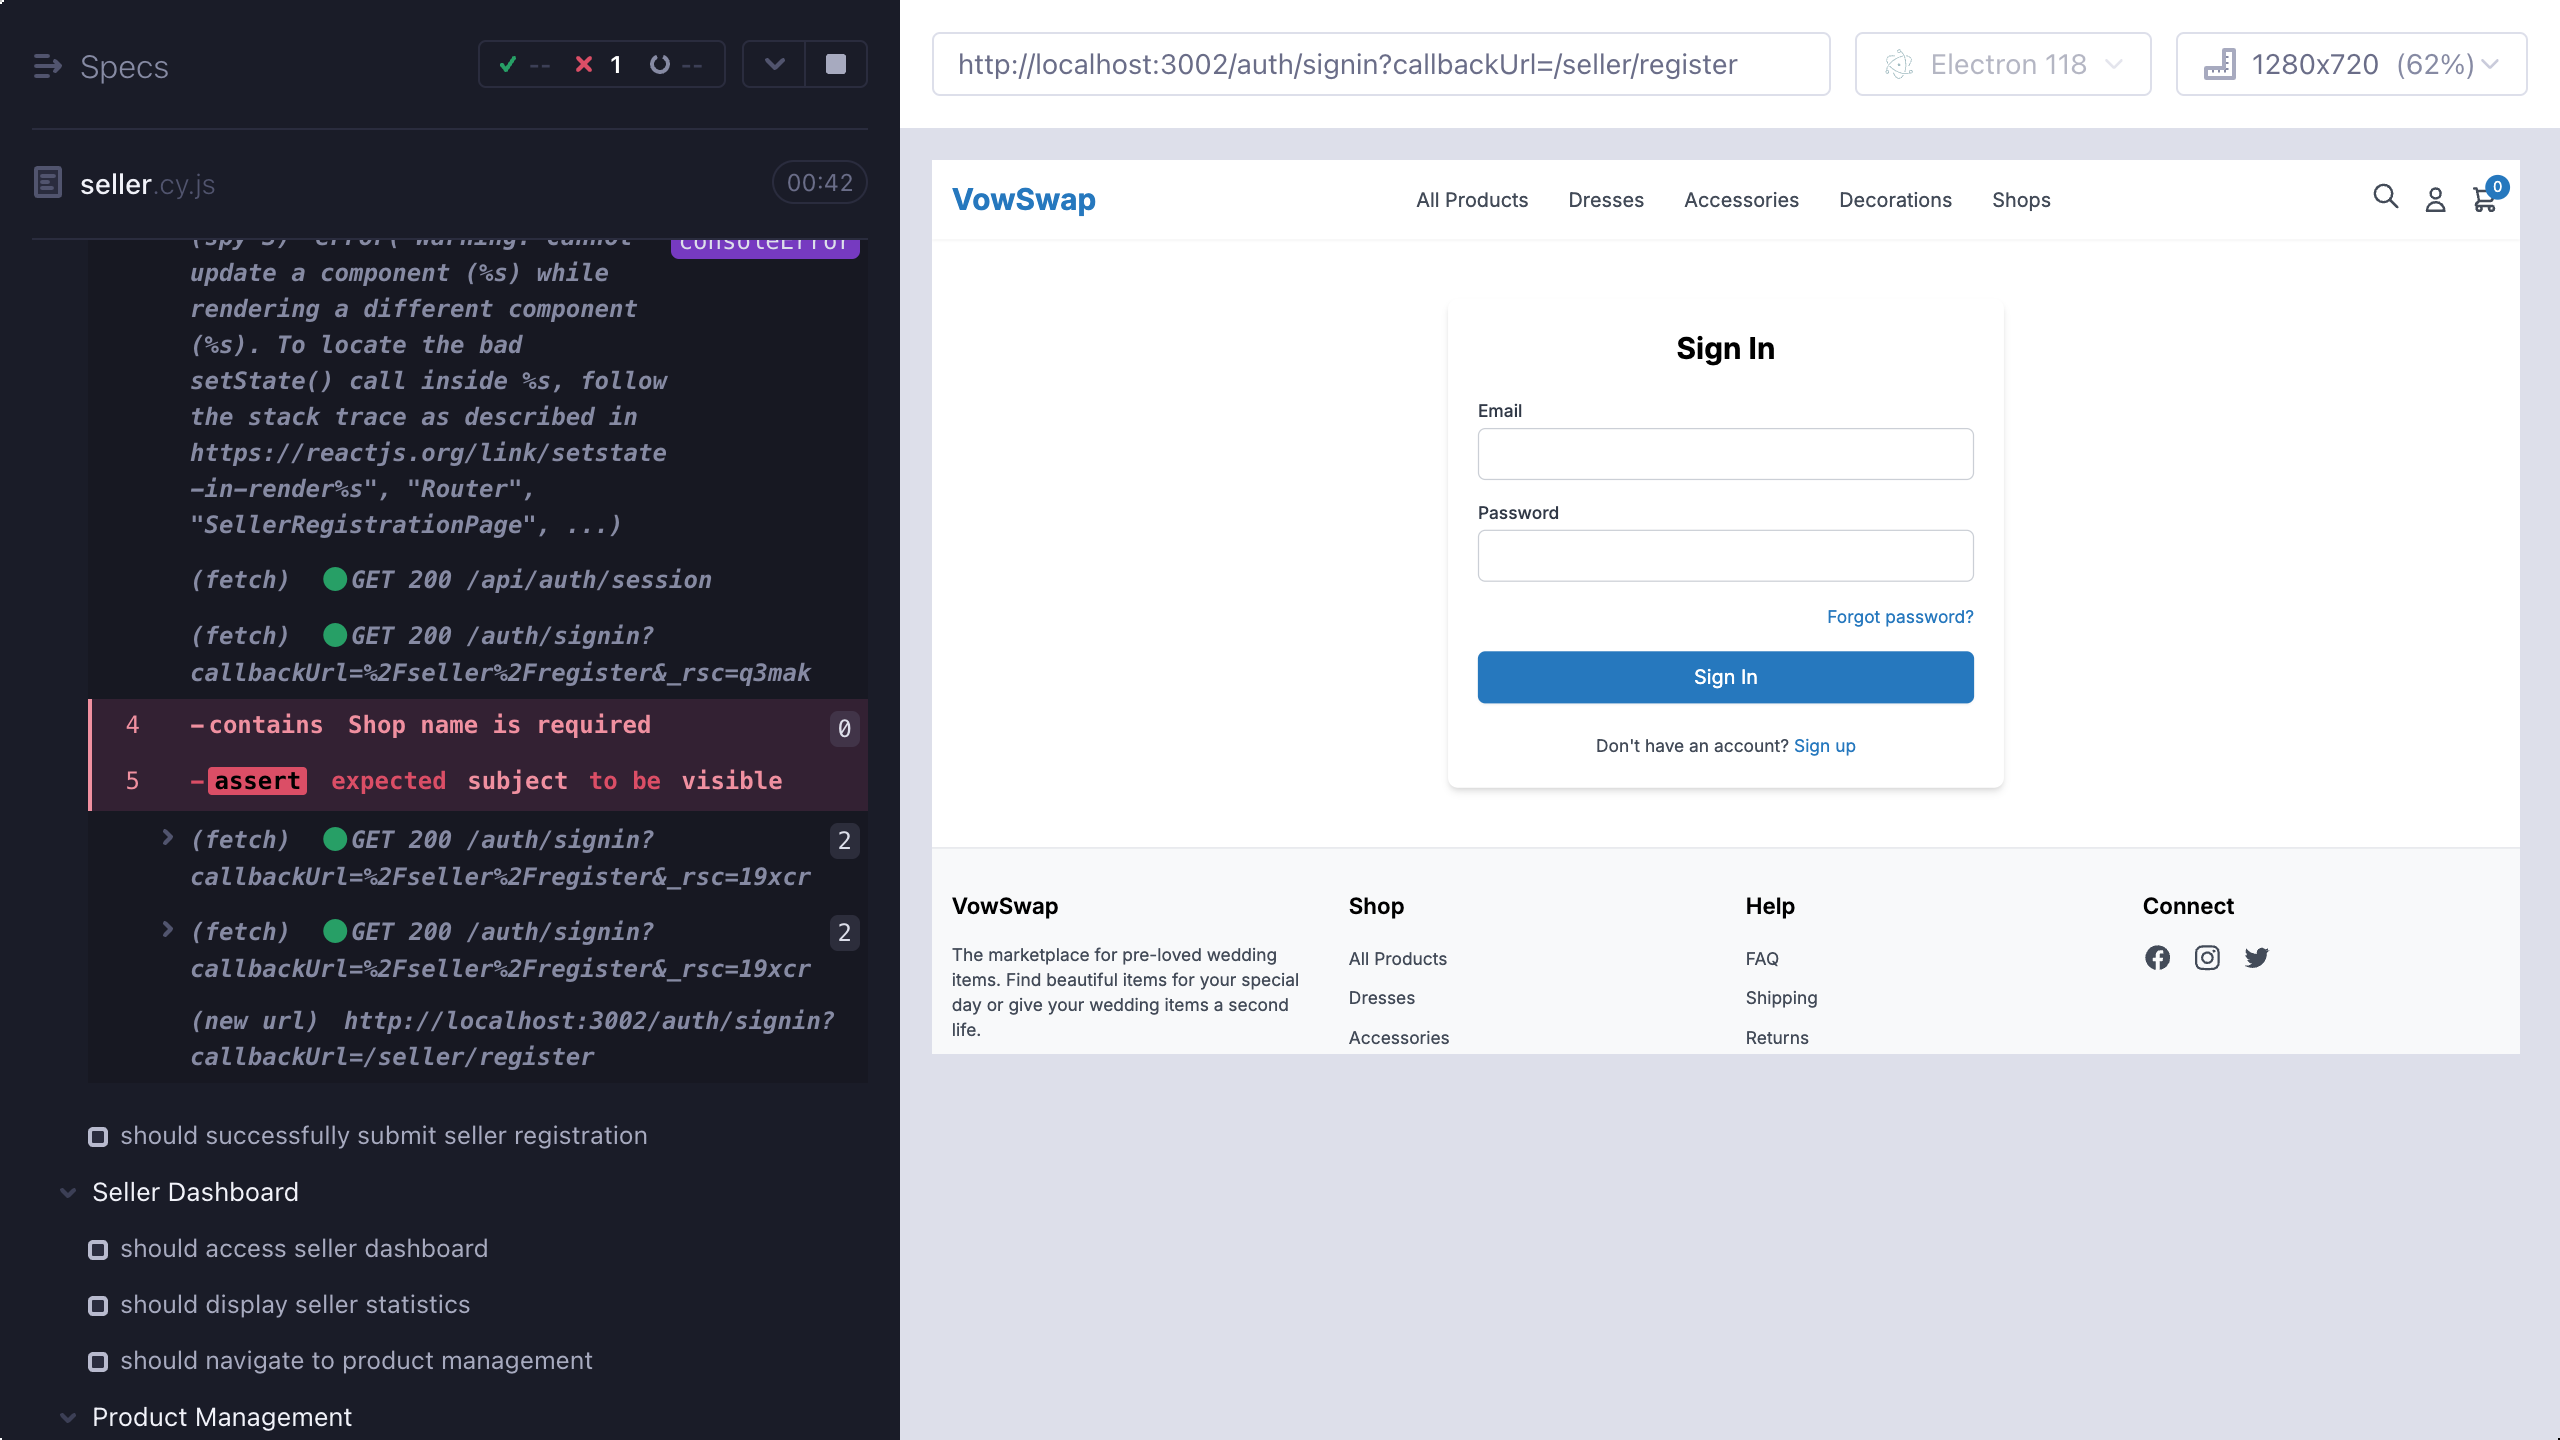 Specs
-- 1 --
seller.cy.js
00:42
(spy 3) error("Warning: Cannot
consoleError
update a component (%s) while
rendering a different component
(%s). To locate the bad
setState() call inside %s, follow
the stack trace as described in
https://reactjs.org/link/setstate
-in-render%s", "Router",
"SellerRegistrationPage", ...)
(fetch) GET 200 /api/auth/session
(fetch) GET 200 /auth/signin?
callbackUrl=%2Fseller%2Fregister&_rsc=q3mak
4 -contains Shop name is required 0
5 -assert expected subject to be visible
(fetch) GET 200 /auth/signin? 2
callbackUrl=%2Fseller%2Fregister&_rsc=19xcr
(fetch) GET 200 /auth/signin? 2
callbackUrl=%2Fseller%2Fregister&_rsc=19xcr
(new url) http://localhost:3002/auth/signin?
callbackUrl=/seller/register
should successfully submit seller registration
Seller Dashboard
should access seller dashboard
should display seller statistics
should navigate to product management
Product Management
http://localhost:3002/auth/signin?callbackUrl=/seller/register
Electron 118
1280x720 (62%)
VowSwap
All Products
Dresses
Accessories
Decorations
Shops
0
Sign In
Email
Password
Forgot password?
Sign In
Don't have an account? Sign up
VowSwap
The marketplace for pre-loved wedding
items. Find beautiful items for your special
day or give your wedding items a second
life.
Shop
All Products
Dresses
Accessories
Help
FAQ
Shipping
Returns
Connect